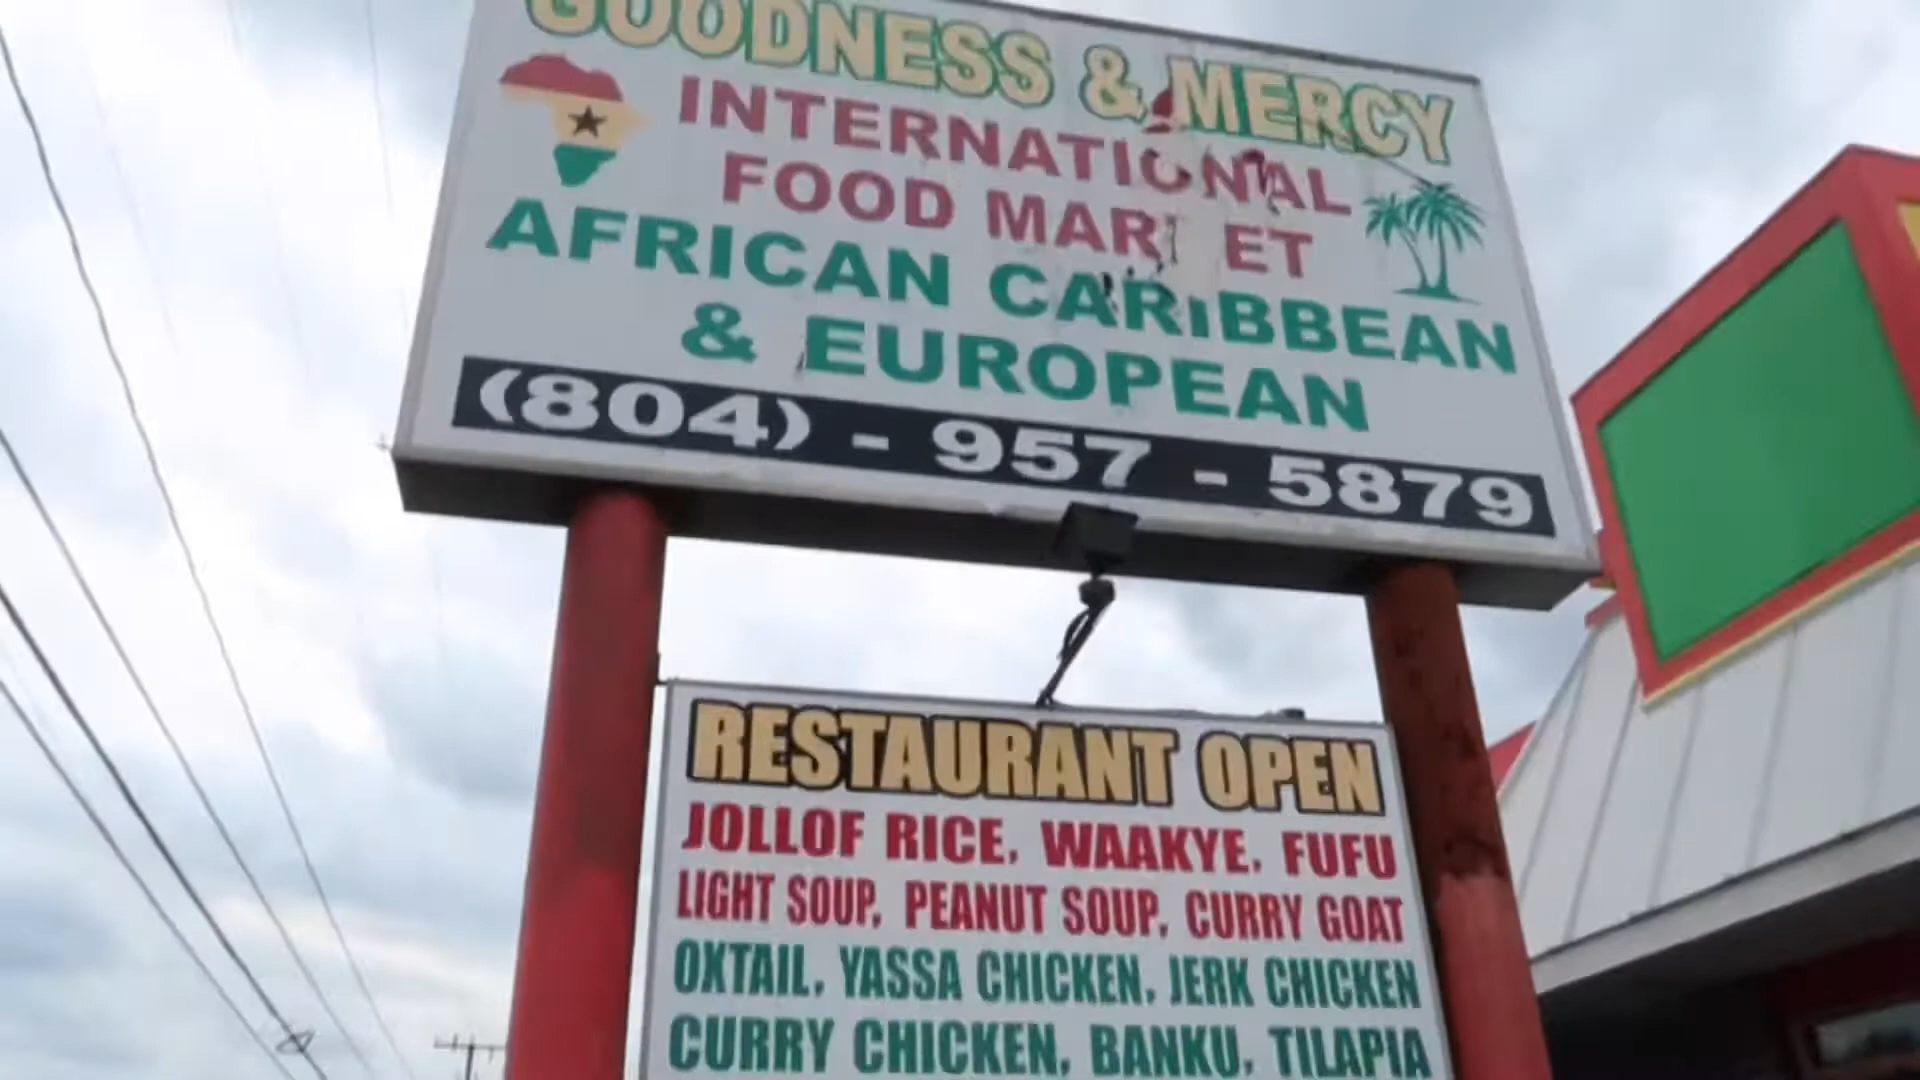 GOODNESS & MERCY
INTERNATIONAL
FOOD MARKET
AFRICAN CARIBBEAN
& EUROPEAN
(804) - 957 - 5879
RESTAURANT OPEN
JOLLOF RICE, WAAKYE, FUFU
LIGHT SOUP, PEANUT SOUP, CURRY GOAT
OXTAIL, YASSA CHICKEN, JERK CHICKEN
CURRY CHICKEN, BANKU, TILAPIA